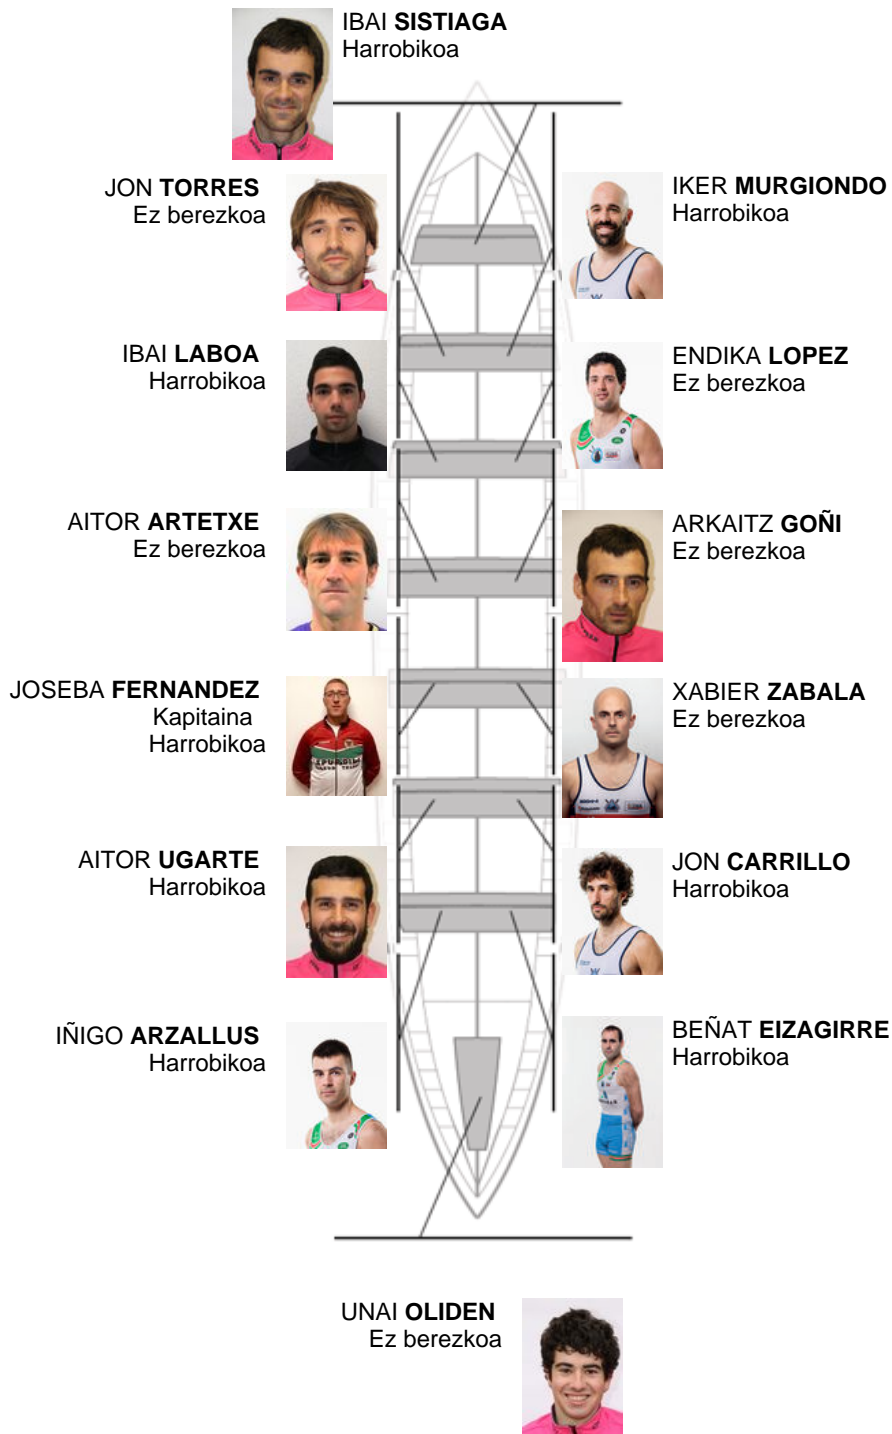 IBAI SISTIAGA
Harrobikoa
JON TORRES
Ez berezkoa
IKER MURGIONDO
Harrobikoa
IBAI LABOA
Harrobikoa
ENDIKA LOPEZ
Ez berezkoa
AITOR ARTETXE
Ez berezkoa
ARKAITZ GOÑI
Ez berezkoa
JOSEBA FERNANDEZ
Kapitaina
Harrobikoa
XABIER ZABALA
Ez berezkoa
AITOR UGARTE
Harrobikoa
JON CARRILLO
Harrobikoa
IÑIGO ARZALLUS
Harrobikoa
BEÑAT EIZAGIRRE
Harrobikoa
UNAI OLIDEN
Ez berezkoa